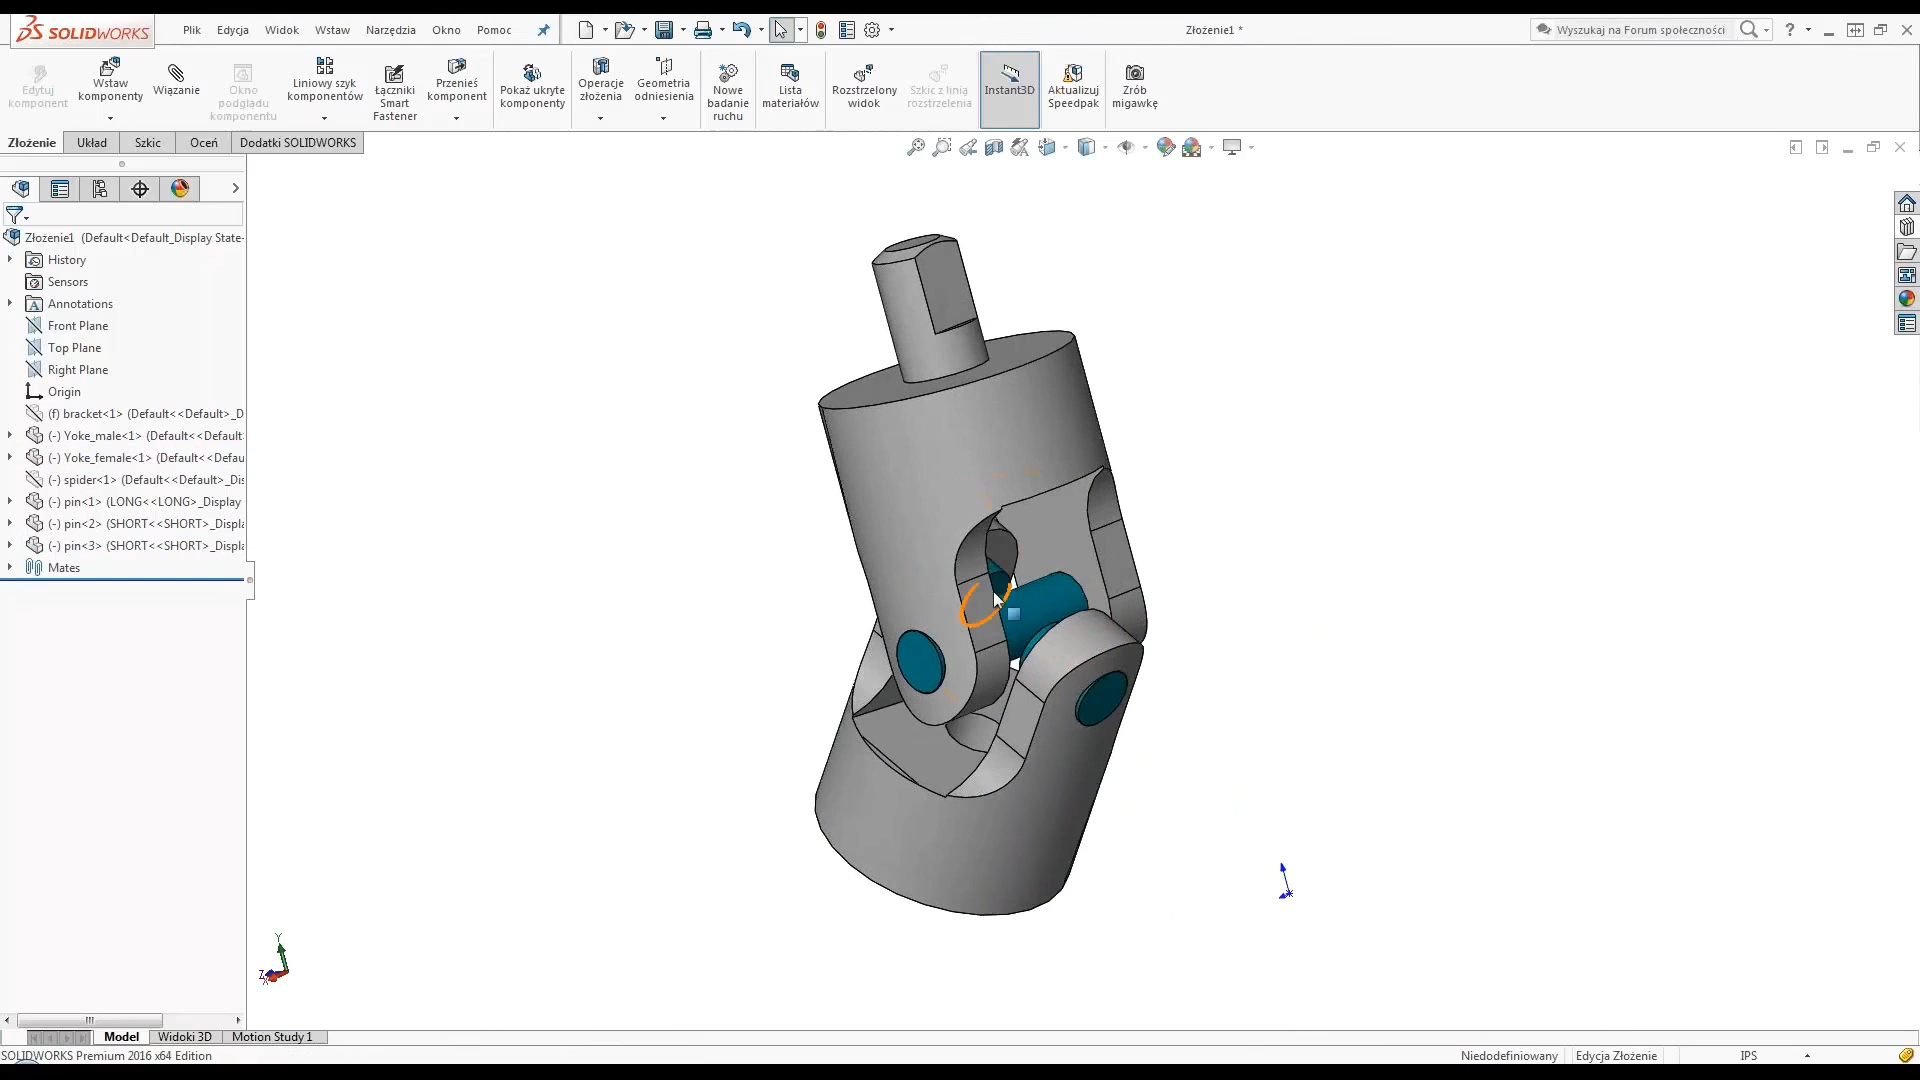 SOLIDWORKS
Plik Edycja Widok Wstaw Narzędzia Okno Pomoc
Złożenie1 *
Wyszukaj na Forum społeczności
Edytuj komponent
Wstaw komponenty
Wiązanie
Okno podglądu komponentu
Liniowy szyk komponentów
Łączniki Smart Fastener
Przenieś komponent
Pokaż ukryte komponenty
Operacje złożenia
Geometria odniesienia
Nowe badanie ruchu
Lista materiałów
Rozstrzelony widok
Szkic z linią rozstrzelenia
Instant3D
Aktualizuj Speedpak
Zrób migawkę
Złożenie Układ Szkic Oceń Dodatki SOLIDWORKS
Złożenie1 (Default<Default_Display State-
History
Sensors
Annotations
Front Plane
Top Plane
Right Plane
Origin
(f) bracket<1> (Default<<Default>_D
(-) Yoke_male<1> (Default<<Default
(-) Yoke_female<1> (Default<<Defau
(-) spider<1> (Default<<Default>_Dis
(-) pin<1> (LONG<<LONG>_Display
(-) pin<2> (SHORT<<SHORT>_Displa
(-) pin<3> (SHORT<<SHORT>_Displa
Mates
Y
Z
X
Model Widoki 3D Motion Study 1
SOLIDWORKS Premium 2016 x64 Edition
Niedodefiniowany Edycja Złożenie IPS